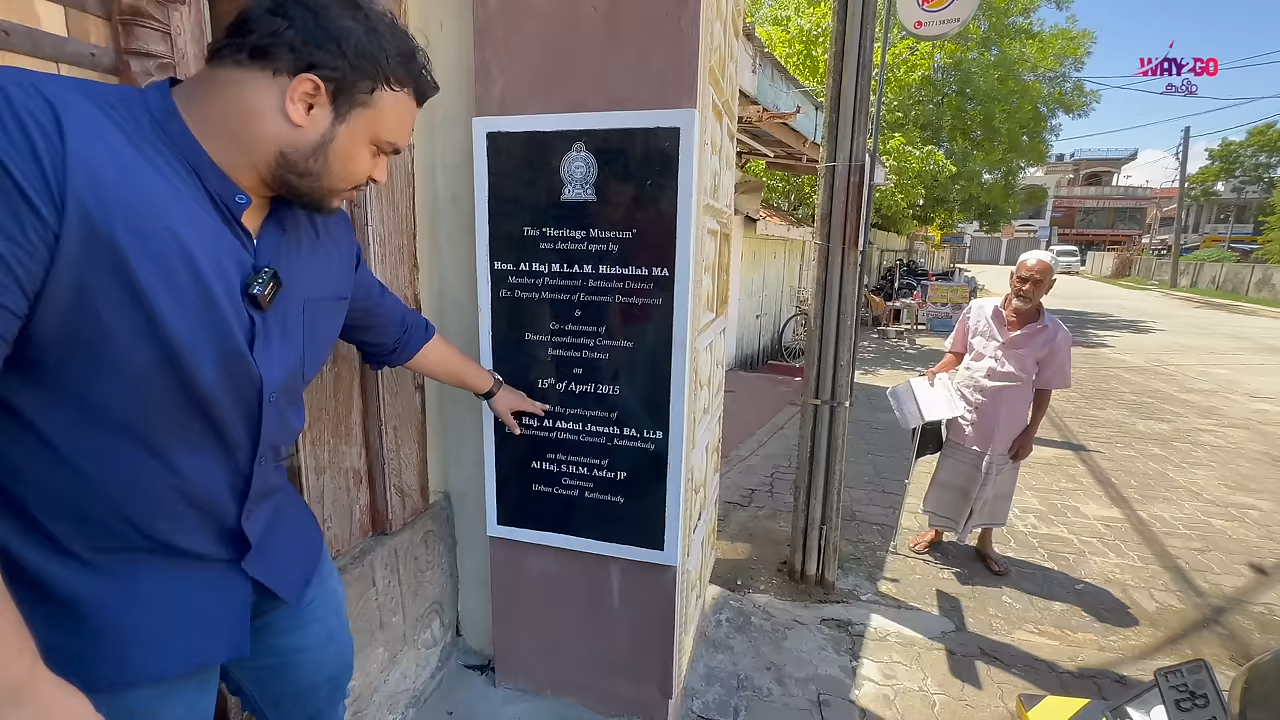 0771383038
WAY2GO
தமிழ்
This "Heritage Museum"
was declared open by
Hon. Al Haj M.L.A.M. Hizbullah MA
Member of Parliament - Batticaloa District
(Ex. Deputy Minister of Economic Development
&
Co - chairman of
District coordinating Committee
Batticaloa District
on
15th of April 2015
the participation of
Haj. Al Abdul Jawath BA, LLB
Chairman of Urban Council _ Kathankudy
on the invitation of
Al Haj. S.H.M. Asfar JP
Chairman
Urban Council Kathankudy
EPB